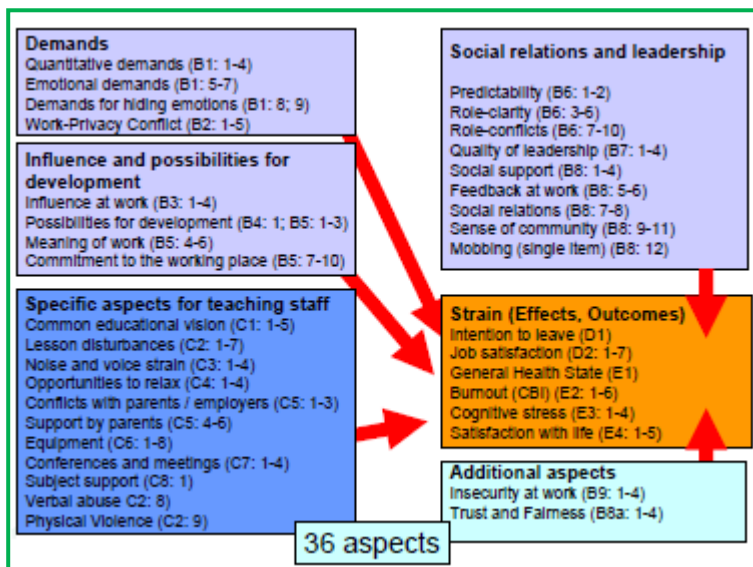 Demands
Quantitative demands (B1: 1-4)
Emotional demands (B1: 5-7)
Demands for hiding emotions (B1: 8; 9)
Work-Privacy Conflict (B2: 1-5)
Influence and possibilities for
development
Influence at work (B3: 1-4)
Possibilities for development (B4: 1; B5: 1-3)
Meaning of work (B5: 4-6)
Commitment to the working place (B5: 7-10)
Specific aspects for teaching staff
Common educational vision (C1: 1-5)
Lesson disturbances (C2: 1-7)
Noise and voice strain (C3: 1-4)
Opportunities to relax (C4: 1-4)
Conflicts with parents / employers (C5: 1-3)
Support by parents (C5: 4-6)
Equipment (C6: 1-8)
Conferences and meetings (C7: 1-4)
Subject support (C8: 1)
Verbal abuse C2: 8)
Physical Violence (C2: 9)
Social relations and leadership
Predictability (B6: 1-2)
Role-clarity (B6: 3-6)
Role-conflicts (B6: 7-10)
Quality of leadership (B7: 1-4)
Social support (B8: 1-4)
Feedback at work (B8: 5-6)
Social relations (B8: 7-8)
Sense of community (B8: 9-11)
Mobbing (single item) (B8: 12)
Strain (Effects, Outcomes)
Intention to leave (D1)
Job satisfaction (D2: 1-7)
General Health State (E1)
Burnout (CBI) (E2: 1-6)
Cognitive stress (E3: 1-4)
Satisfaction with life (E4: 1-5)
Additional aspects
Insecurity at work (B9: 1-4)
Trust and Fairness (B8a: 1-4)
36 aspects